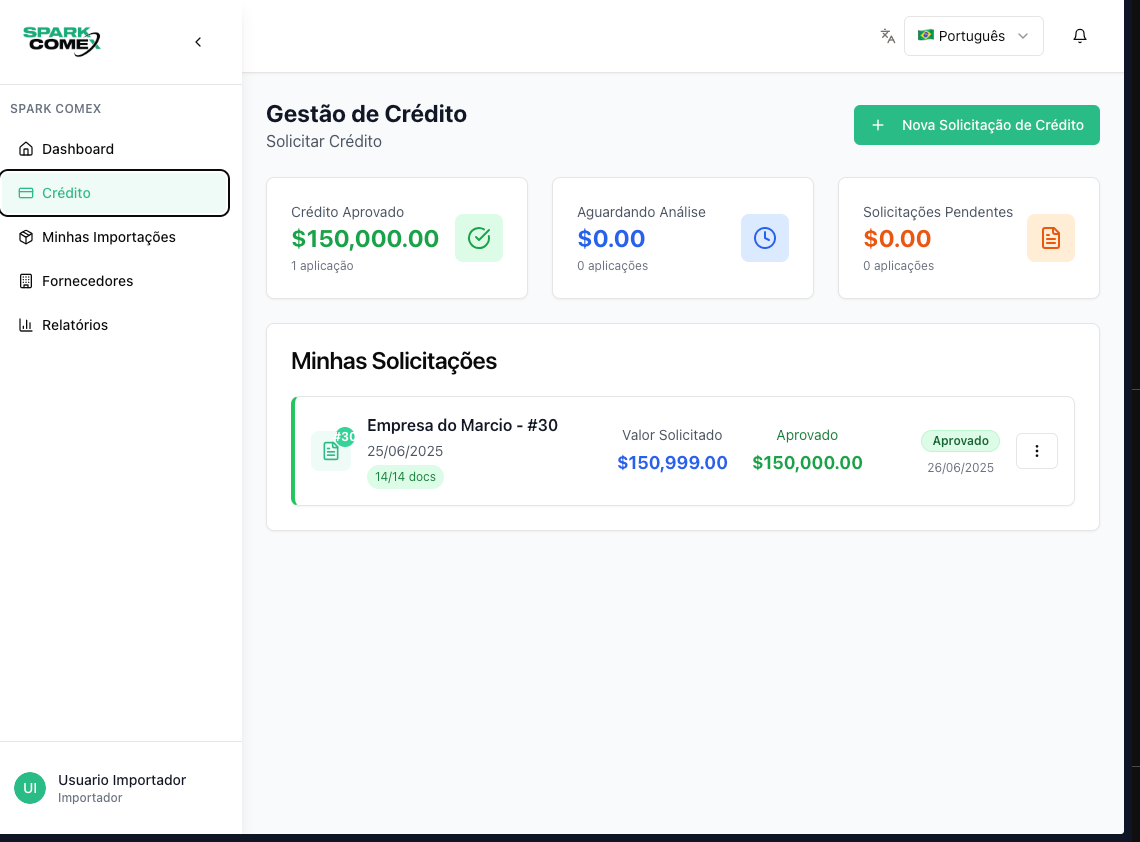 SPARK
COMEX
Português
SPARK COMEX
Dashboard
Crédito
Minhas Importações
Fornecedores
Relatórios
Usuario Importador
Importador
UI
Gestão de Crédito
Solicitar Crédito
Nova Solicitação de Crédito
Crédito Aprovado
$150,000.00
1 aplicação
Aguardando Análise
$0.00
0 aplicações
Solicitações Pendentes
$0.00
0 aplicações
Minhas Solicitações
#30
Empresa do Marcio - #30
25/06/2025
14/14 docs
Valor Solicitado
$150,999.00
Aprovado
$150,000.00
Aprovado
26/06/2025